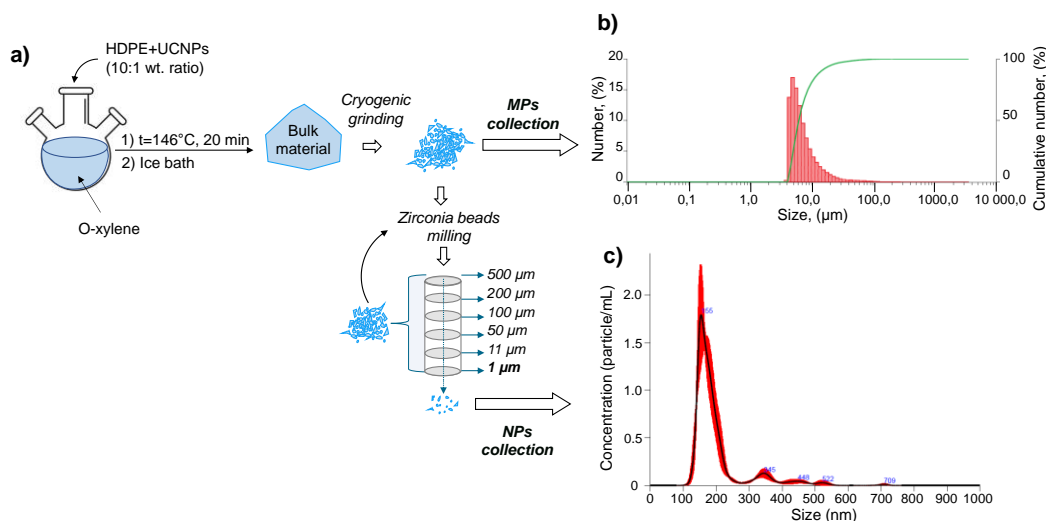 a)
HDPE+UCNPs
(10:1 wt. ratio)
1) t=146°C, 20 min
2) Ice bath
O-xylene
Bulk
material
Cryogenic
grinding
MPs
collection
Zirconia beads
milling
500 µm
200 µm
100 µm
50 µm
11 µm
1 µm
NPs
collection
b)
Number, (%)
20
15
10
5
0
100
50
0
Cumulative number, (%)
0,01
0,1
1,0
10,0
100,0
1000,0
10 000,0
Size, (µm)
c)
Concentration (particle/mL)
2.0
1.5
1.0
0.5
0
345
448
522
709
0
100
200
300
400
500
600
700
800
900
1000
Size (nm)